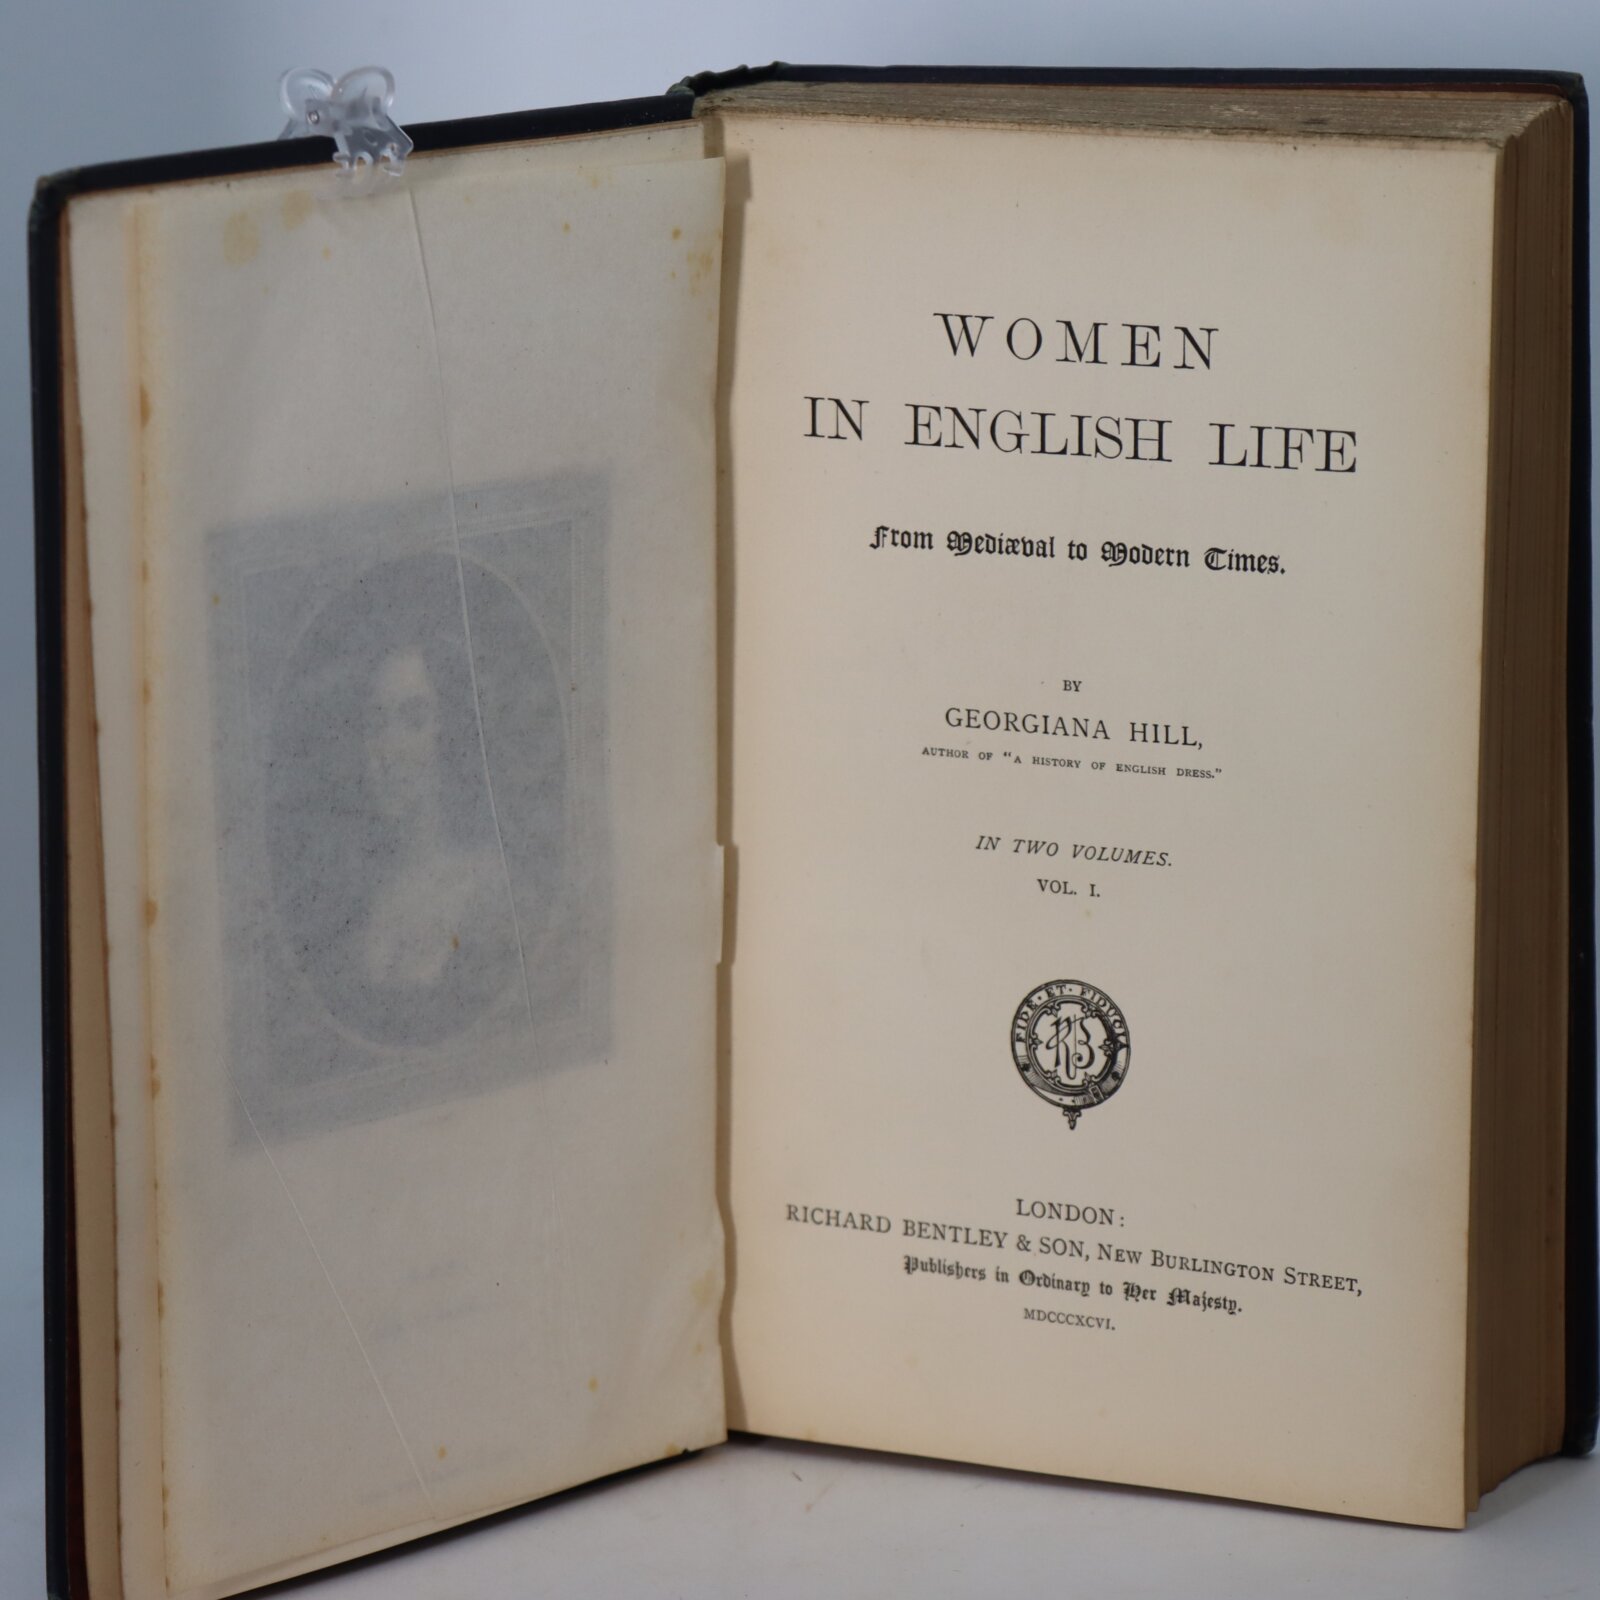 WOMEN
IN ENGLISH LIFE
From Mediæval to Modern Times.
BY
GEORGIANA HILL,
AUTHOR OF "A HISTORY OF ENGLISH DRESS."
IN TWO VOLUMES.
VOL. I.
FIDE · ET · FIDUCIA
RB
LONDON:
RICHARD BENTLEY & SON, NEW BURLINGTON STREET,
Publishers in Ordinary to Her Majesty.
MDCCCXCVI.